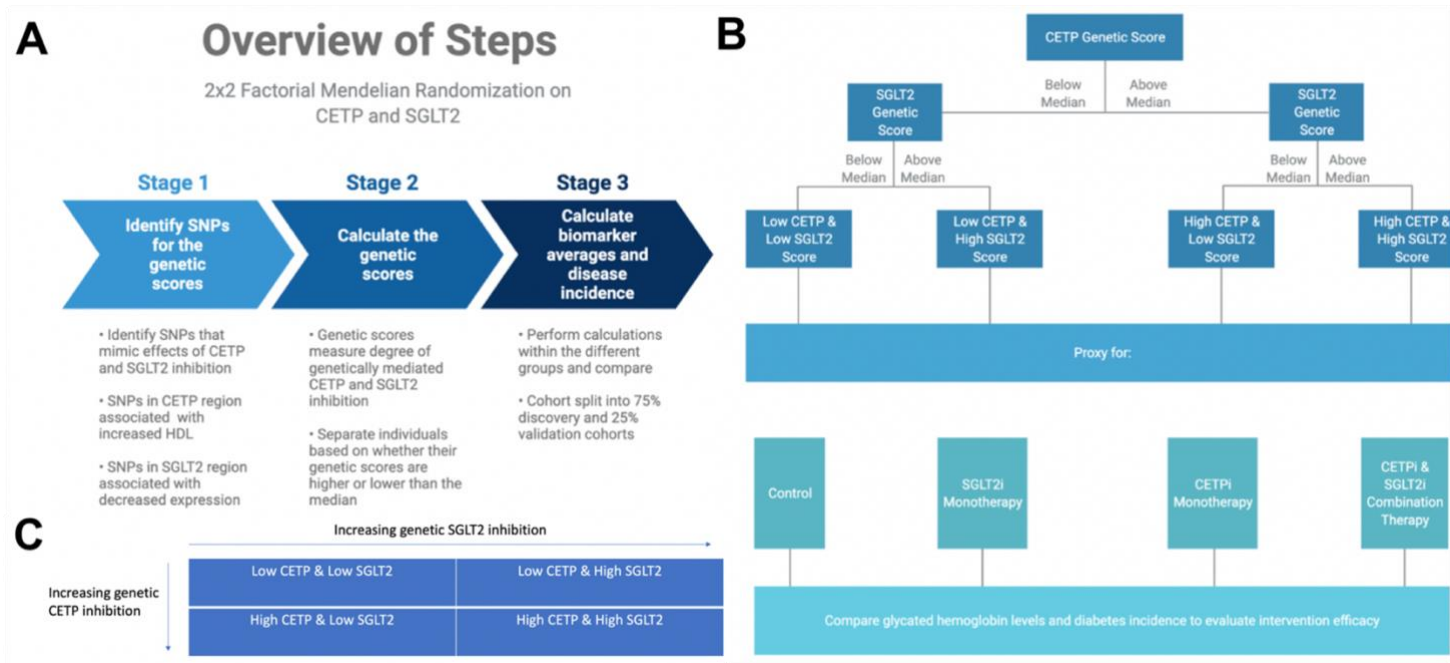 A
Overview of Steps
2x2 Factorial Mendelian Randomization on
CETP and SGLT2
Stage 1
Identify SNPs
for the
genetic
scores
• Identify SNPs that
mimic effects of CETP
and SGLT2 inhibition
• SNPs in CETP region
associated with
increased HDL
• SNPs in SGLT2 region
associated with
decreased expression
Stage 2
Calculate the
genetic
scores
• Genetic scores
measure degree of
genetically mediated
CETP and SGLT2
inhibition
• Separate individuals
based on whether their
genetic scores are
higher or lower than the
median
Stage 3
Calculate
biomarker
averages and
disease
incidence
• Perform calculations
within the different
groups and compare
• Cohort split into 75%
discovery and 25%
validation cohorts
B
CETP Genetic Score
Below
Median
Above
Median
SGLT2
Genetic
Score
SGLT2
Genetic
Score
Below
Median
Above
Median
Below
Median
Above
Median
Low CETP &
Low SGLT2
Score
Low CETP &
High SGLT2
Score
High CETP &
Low SGLT2
Score
High CETP &
High SGLT2
Score
Proxy for:
Control
SGLT2i
Monotherapy
CETPi
Monotherapy
CETPi &
SGLT2i
Combination
Therapy
Compare glycated hemoglobin levels and diabetes incidence to evaluate intervention efficacy
C
Increasing genetic SGLT2 inhibition
Increasing genetic
CETP inhibition
Low CETP & Low SGLT2
Low CETP & High SGLT2
High CETP & Low SGLT2
High CETP & High SGLT2